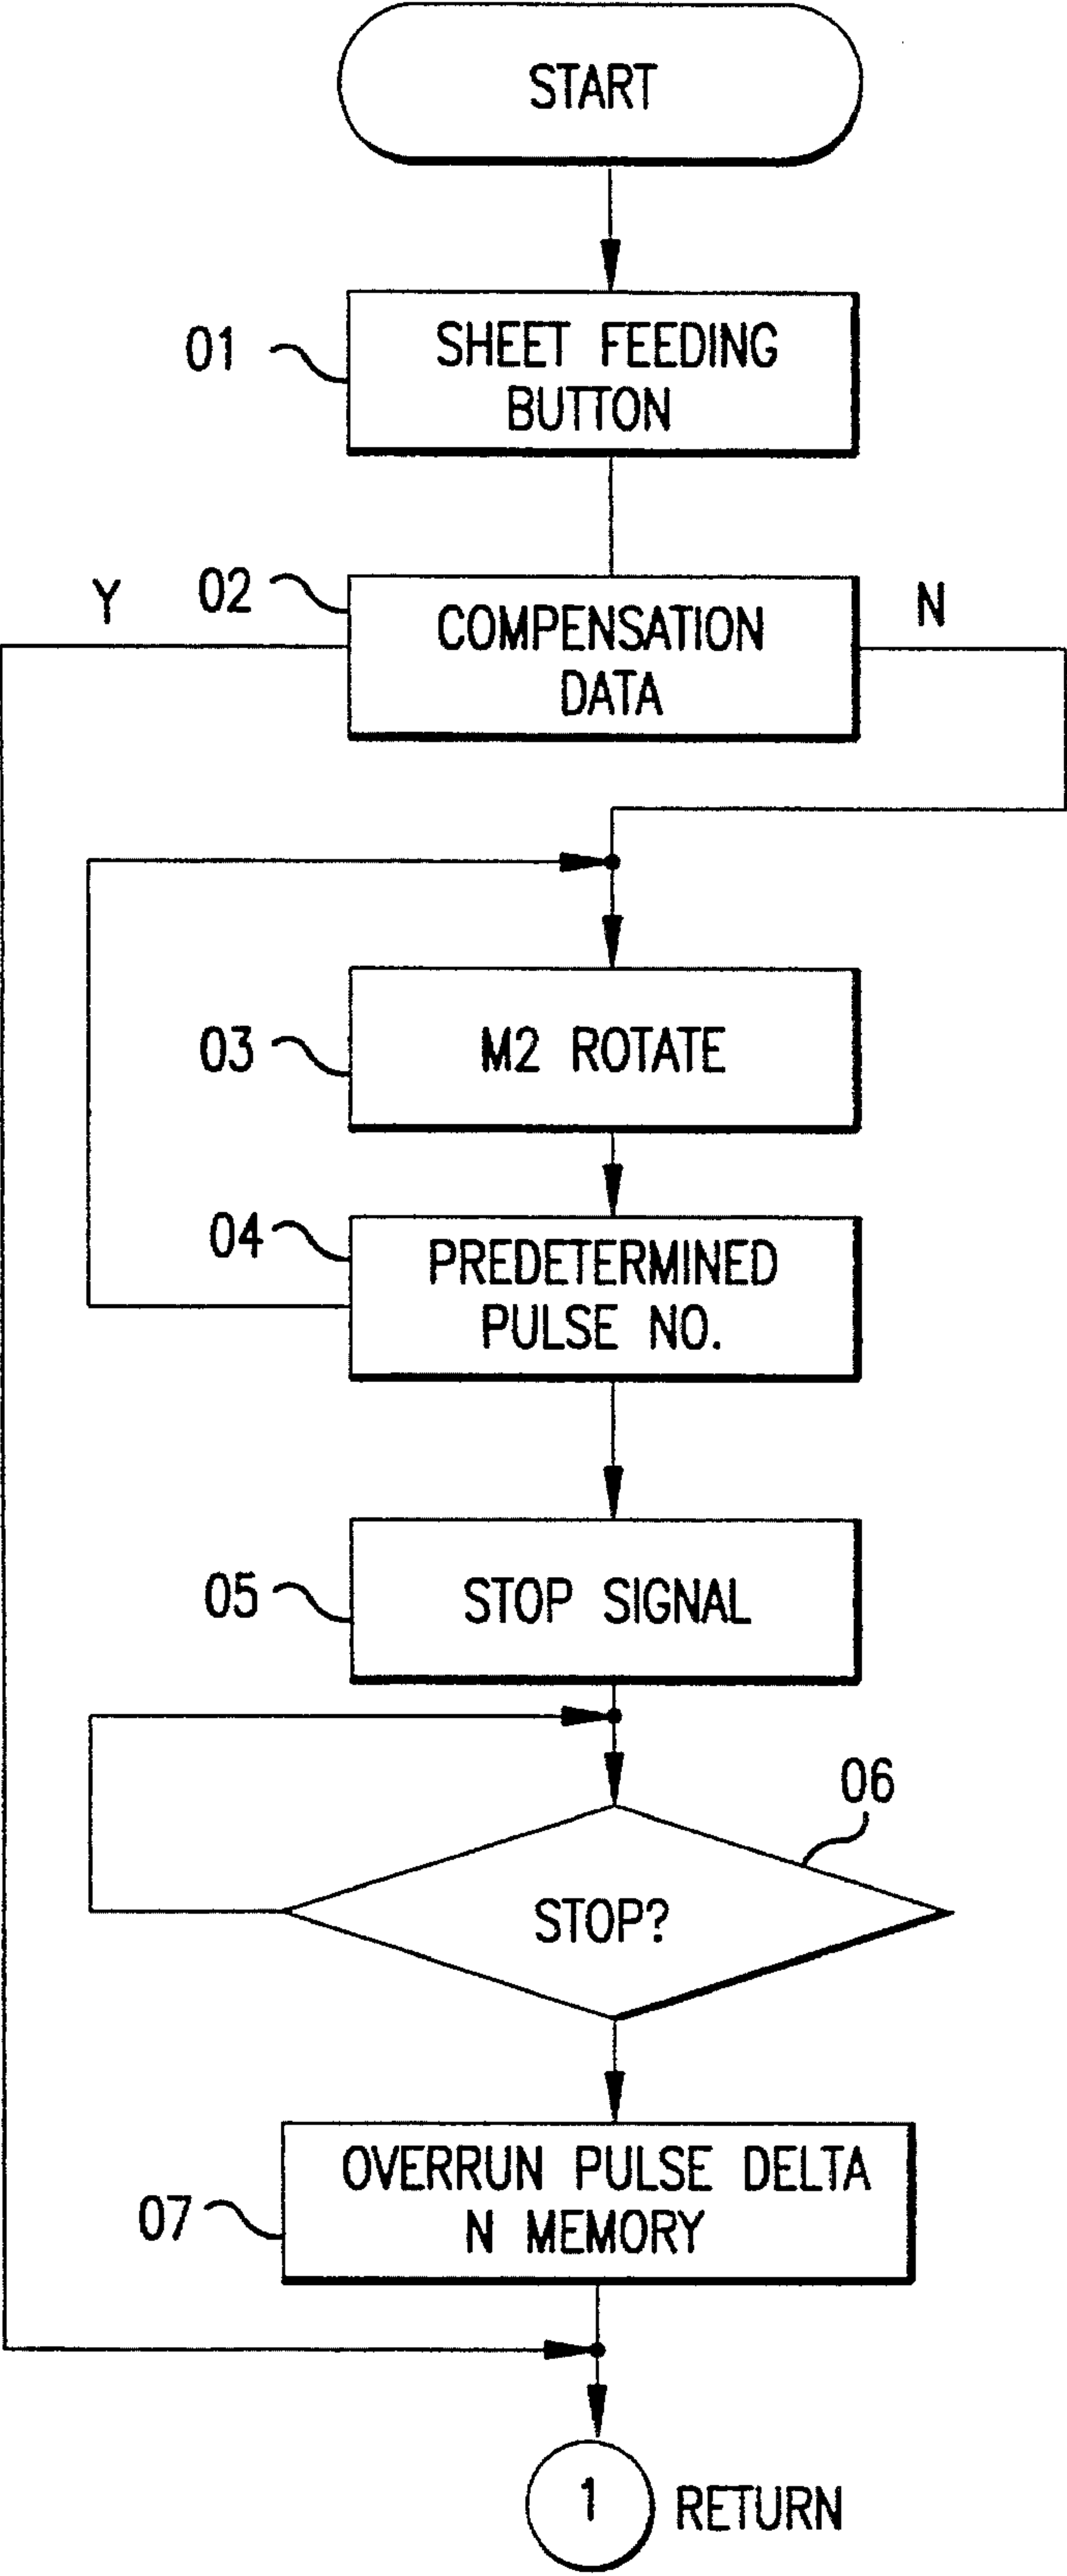 START
01
SHEET FEEDING
BUTTON
Y
02
COMPENSATION
DATA
N
03
M2 ROTATE
04
PREDETERMINED
PULSE NO.
05
STOP SIGNAL
06
STOP?
07
OVERRUN PULSE DELTA
N MEMORY
1
RETURN